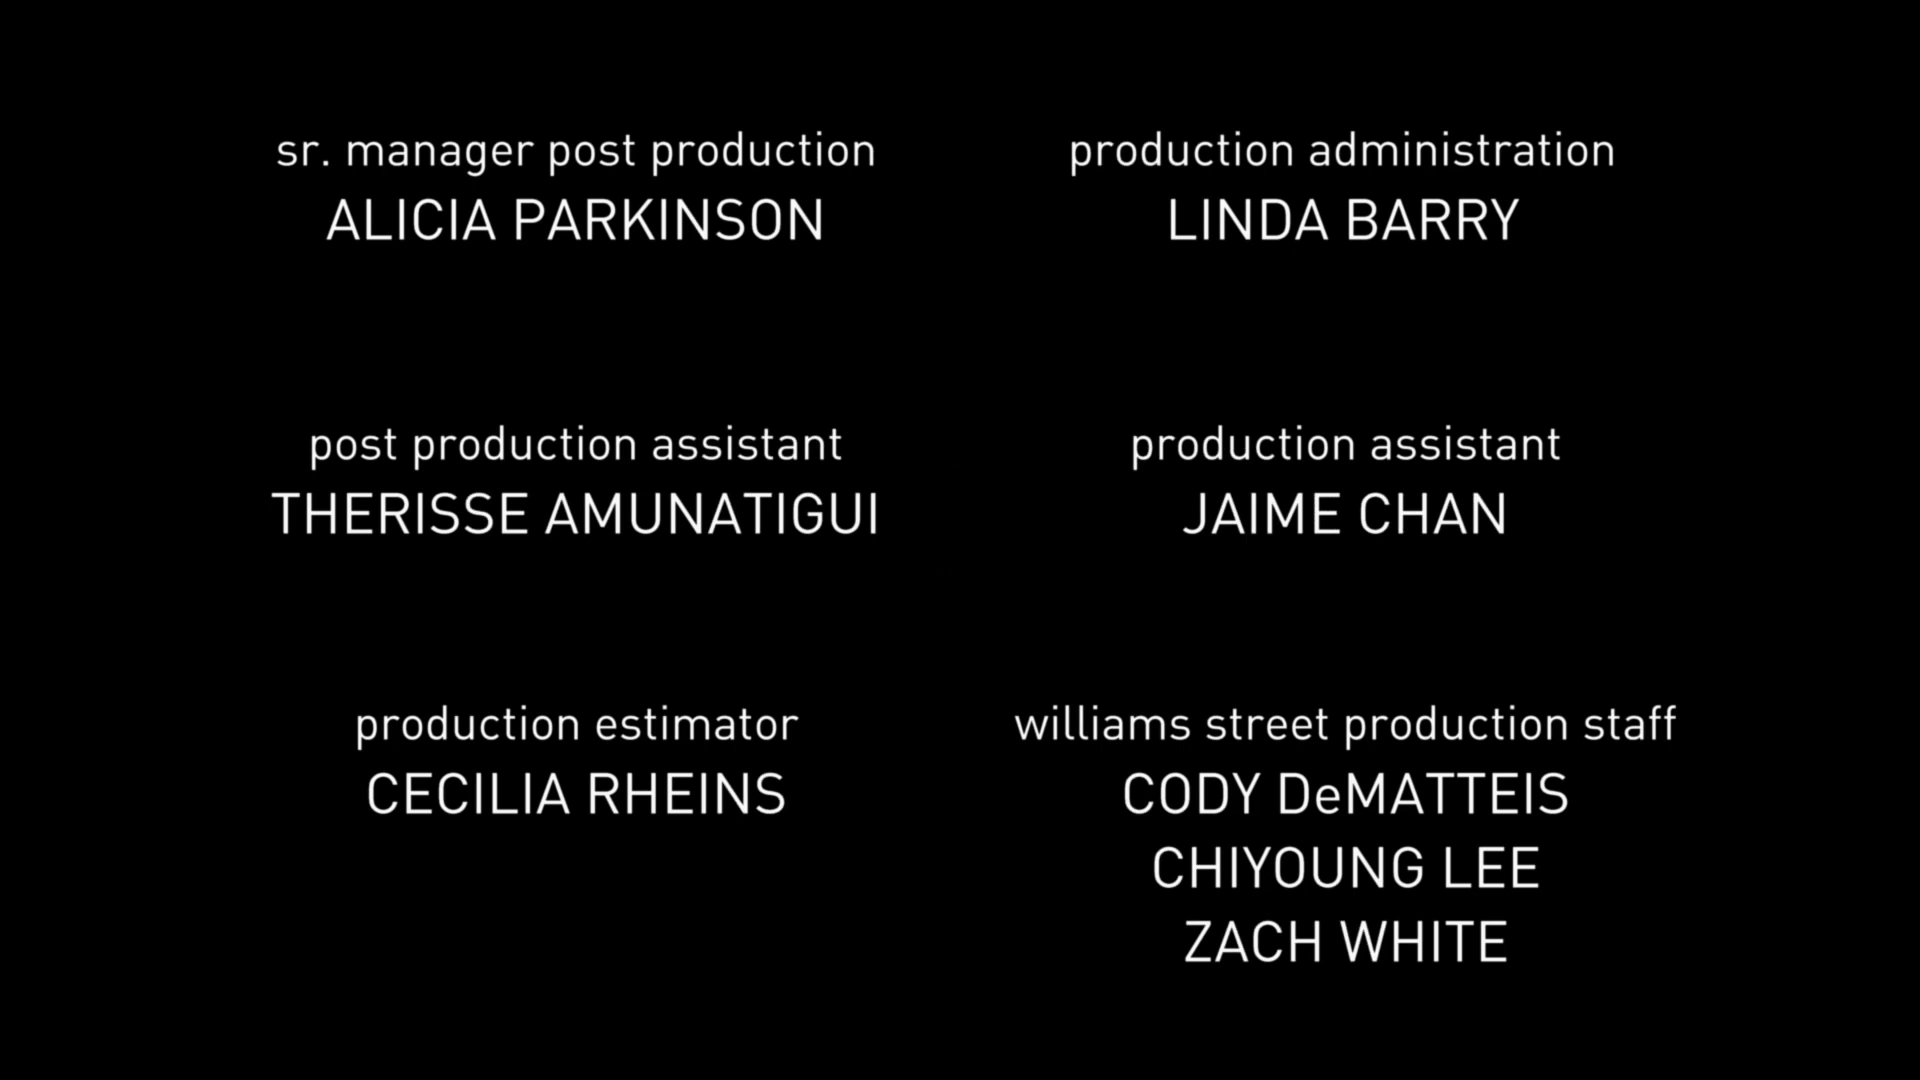 sr. manager post production
ALICIA PARKINSON
production administration
LINDA BARRY
post production assistant
THERISSE AMUNATIGUI
production assistant
JAIME CHAN
production estimator
CECILIA RHEINS
williams street production staff
CODY DeMATTEIS
CHIYOUNG LEE
ZACH WHITE